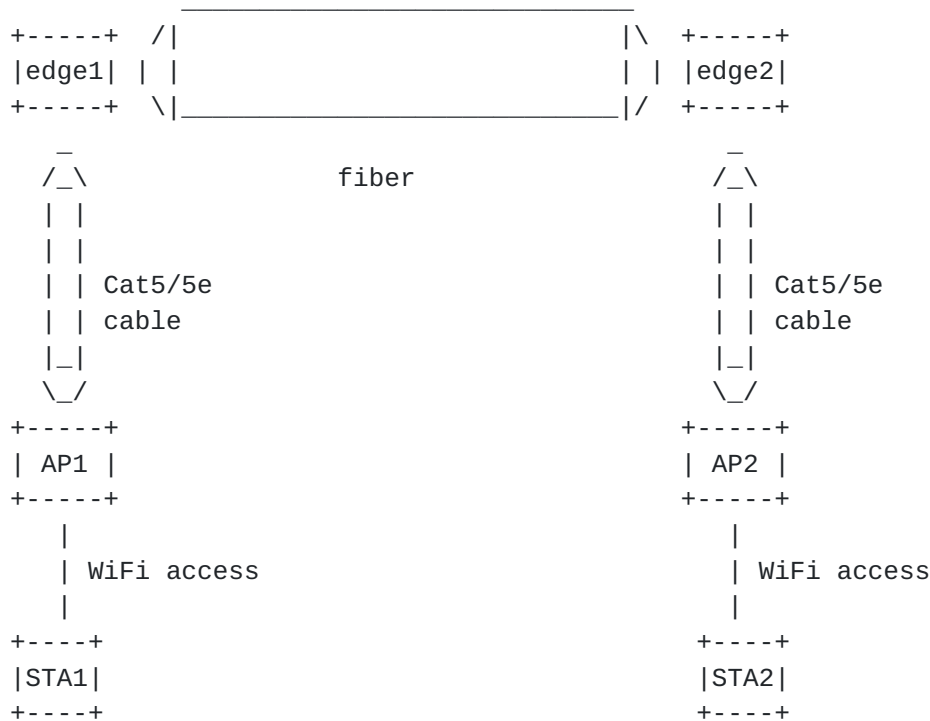 edge1 edge2
fiber
Cat5/5e Cat5/5e
cable cable
AP1 AP2
WiFi access WiFi access
STA1 STA2